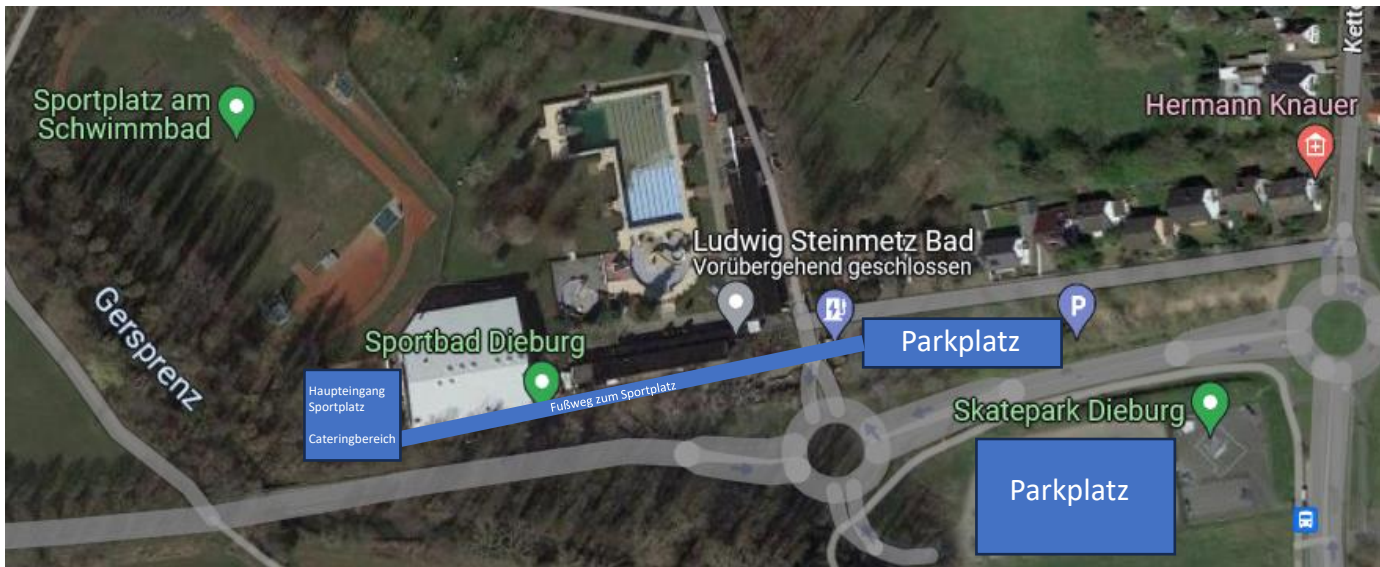 Sportplatz am
Schwimmbad
Kette
Hermann Knauer
Ludwig Steinmetz Bad
Vorübergehend geschlossen
Gersprenz
Sportbad Dieburg
Parkplatz
P
Haupteingang
Sportplatz
Cateringbereich
Fußweg zum Sportplatz
Skatepark Dieburg
Parkplatz